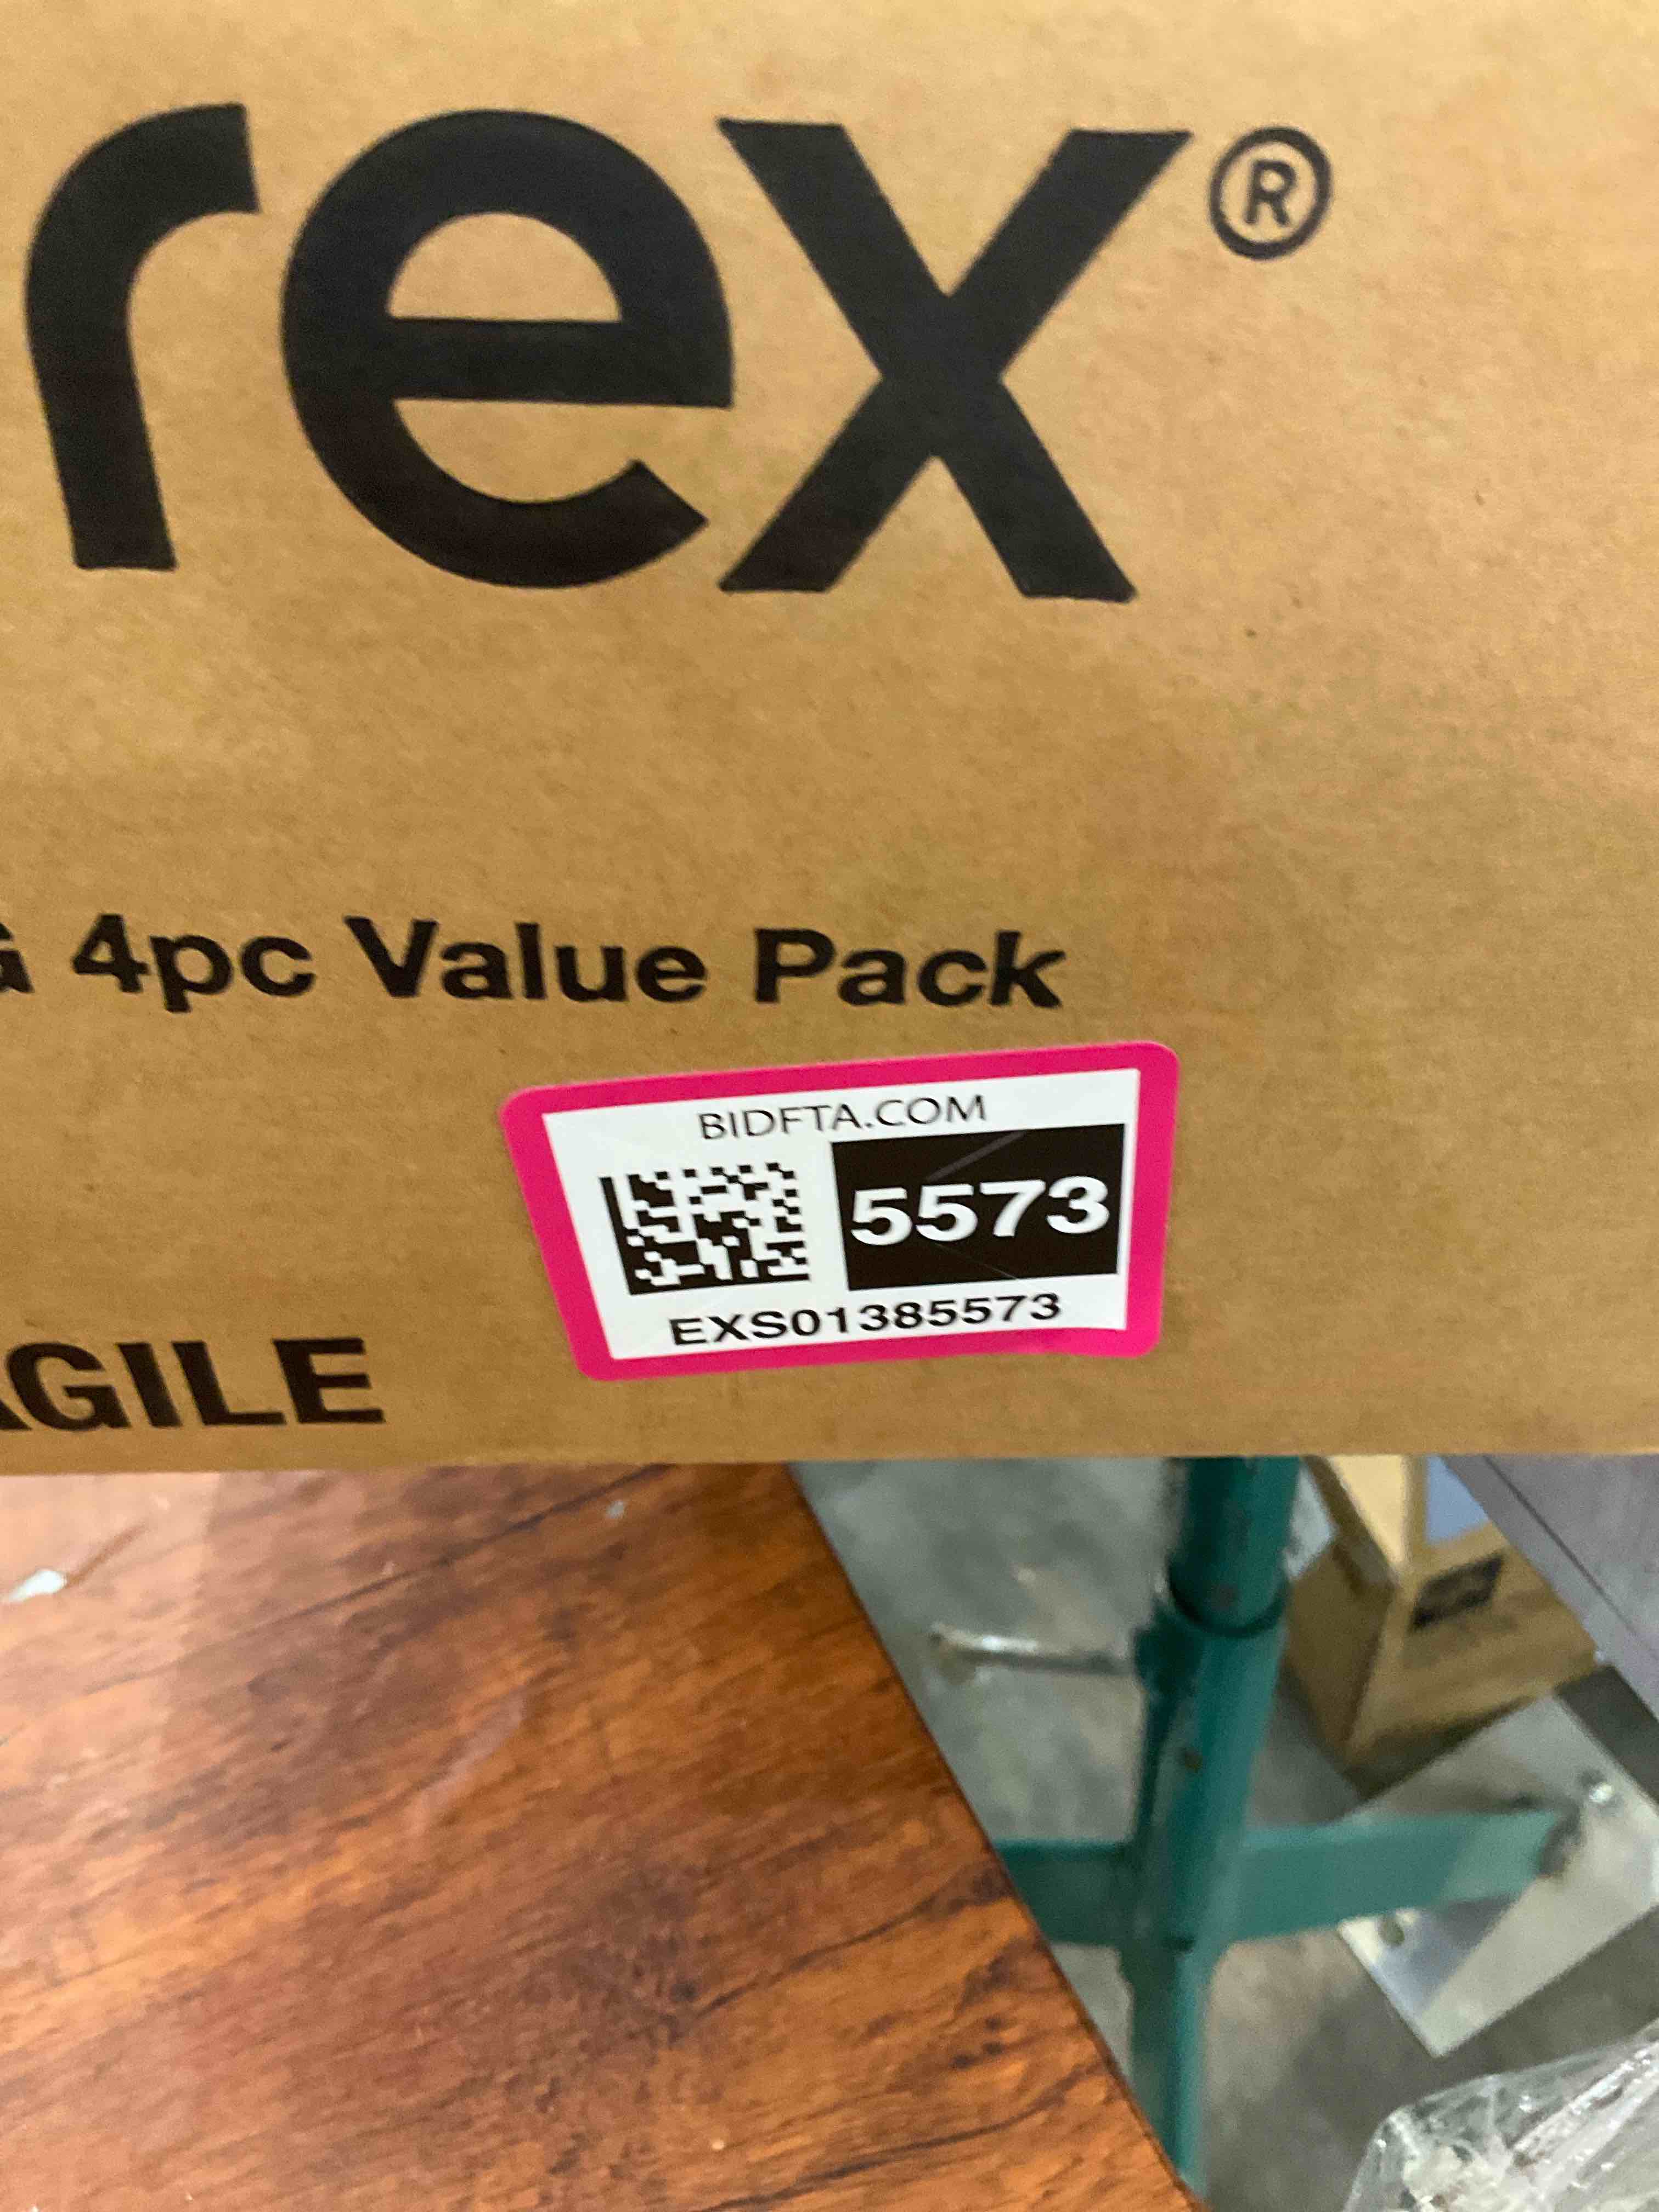 rex®
G 4pc Value Pack
BIDFTA.COM
5573
EXS01385573
AGILE